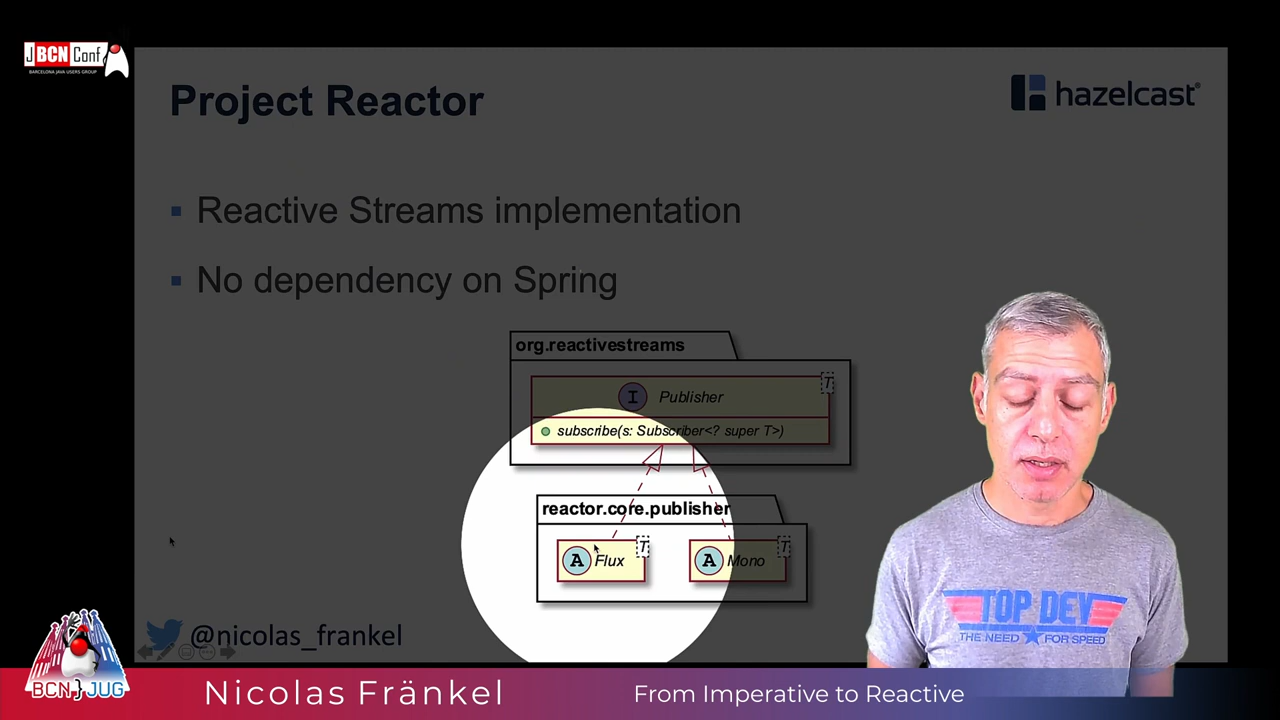 JBCNConf
BARCELONA JAVA USERS GROUP
Project Reactor
hazelcast
Reactive Streams implementation
No dependency on Spring
org.reactivestreams
I Publisher T
subscribe(s: Subscriber<? super T>)
reactor.core.publisher
A Flux T
A Mono T
TOP DEV
THE NEED FOR SPEED
@nicolas_frankel
BCN JUG
Nicolas Fränkel
From Imperative to Reactive